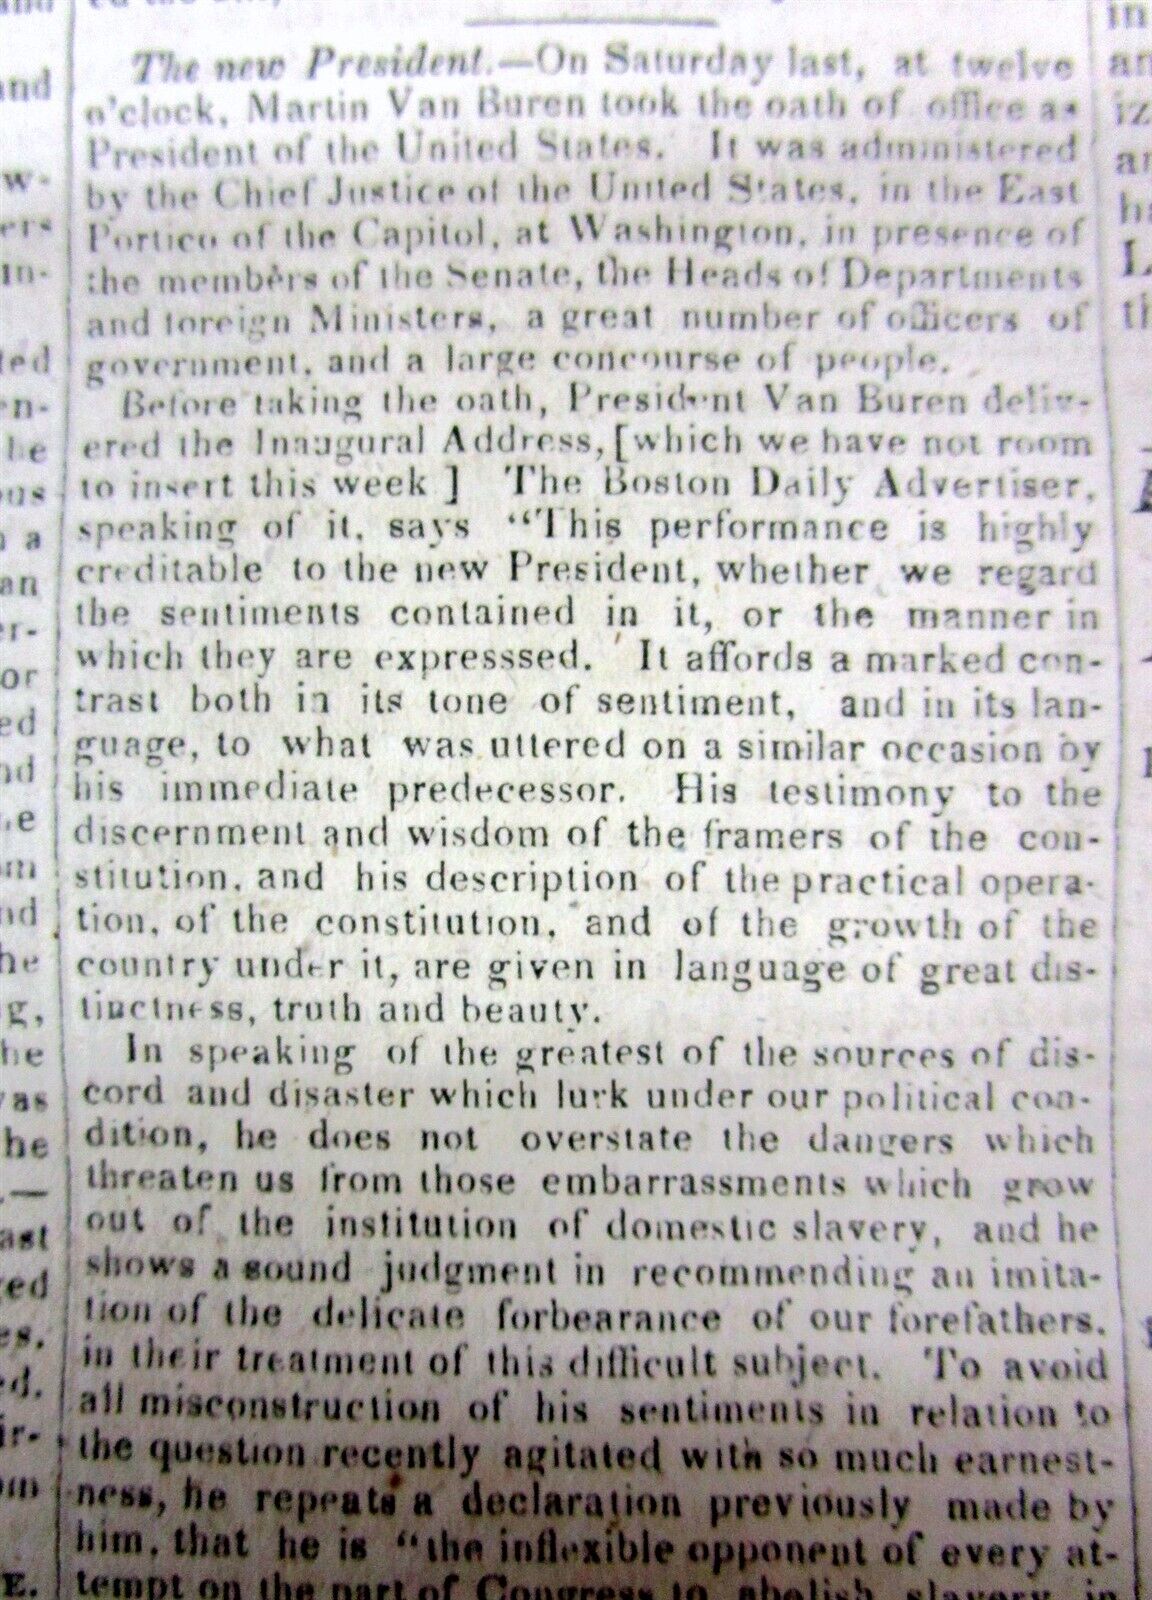 The new President.—On Saturday last, at twelve
o'clock, Martin Van Buren took the oath of office as
President of the United States. It was administered
by the Chief Justice of the United States, in the East
Portico of the Capitol, at Washington, in presence of
the members of the Senate, the Heads of Departments
and foreign Ministers, a great number of officers of
government, and a large concourse of people.
Before taking the oath, President Van Buren deliv-
ered the Inaugural Address, [which we have not room
to insert this week ] The Boston Daily Advertiser,
speaking of it, says "This performance is highly
creditable to the new President, whether we regard
the sentiments contained in it, or the manner in
which they are expresssed. It affords a marked con-
trast both in its tone of sentiment, and in its lan-
guage, to what was uttered on a similar occasion by
his immediate predecessor. His testimony to the
discernment and wisdom of the framers of the con-
stitution, and his description of the practical opera-
tion, of the constitution, and of the growth of the
country under it, are given in language of great dis-
tinctness, truth and beauty.
In speaking of the greatest of the sources of dis-
cord and disaster which lurk under our political con-
dition, he does not overstate the dangers which
threaten us from those embarrassments which grow
out of the institution of domestic slavery, and he
shows a sound judgment in recommending an imita-
tion of the delicate forbearance of our forefathers,
in their treatment of this difficult subject. To avoid
all misconstruction of his sentiments in relation to
the question recently agitated with so much earnest-
ness, he repeats a declaration previously made by
him, that he is "the inflexible opponent of every at-
tempt on the part of Congress to abolish slavery in